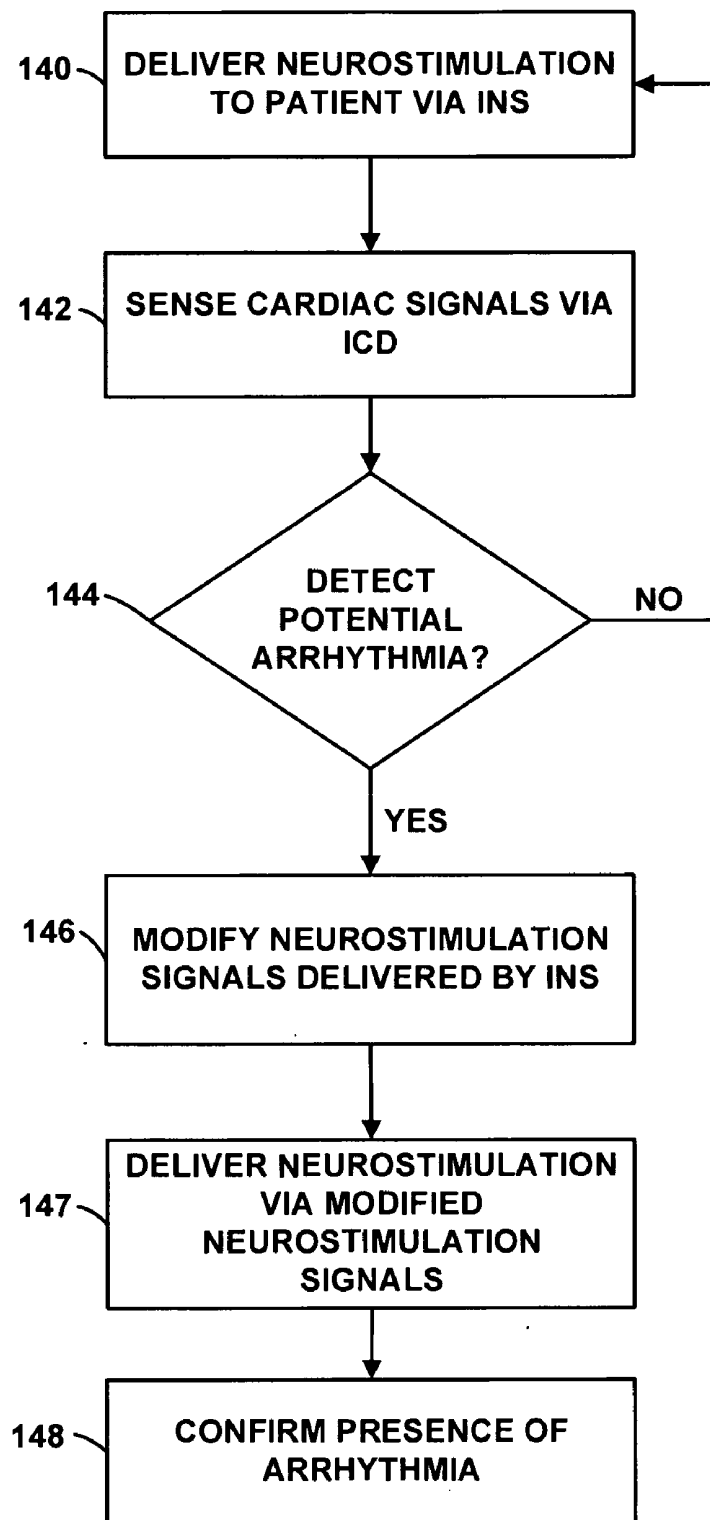 140
DELIVER NEUROSTIMULATION
TO PATIENT VIA INS
142
SENSE CARDIAC SIGNALS VIA
ICD
144
DETECT
POTENTIAL
ARRHYTHMIA?
NO
YES
146
MODIFY NEUROSTIMULATION
SIGNALS DELIVERED BY INS
147
DELIVER NEUROSTIMULATION
VIA MODIFIED
NEUROSTIMULATION
SIGNALS
148
CONFIRM PRESENCE OF
ARRHYTHMIA